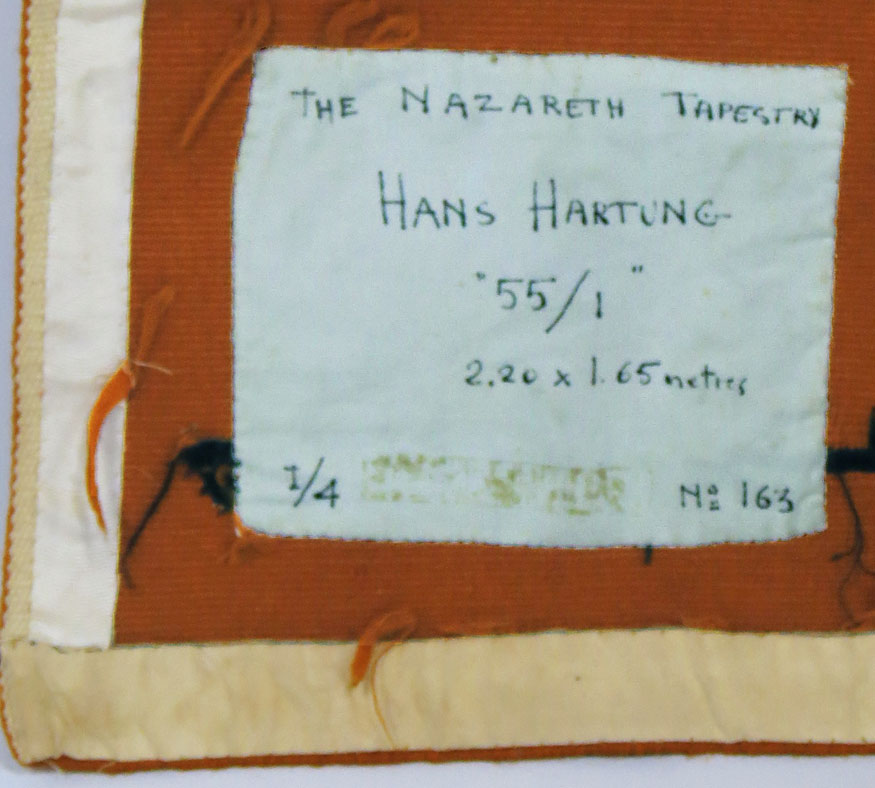 THE NAZARETH TAPESTRY
HANS HARTUNG
"55/1"
2.20 x 1.65 metres
1/4 Nº 163